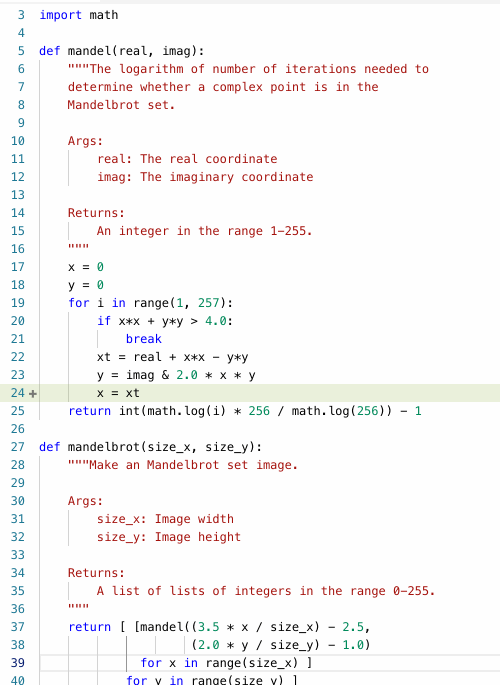 3 import math
4
5 def mandel(real, imag):
6     """The logarithm of number of iterations needed to
7     determine whether a complex point is in the
8     Mandelbrot set.
9
10     Args:
11         real: The real coordinate
12         imag: The imaginary coordinate
13
14     Returns:
15         An integer in the range 1-255.
16     """
17     x = 0
18     y = 0
19     for i in range(1, 257):
20         if x*x + y*y > 4.0:
21             break
22         xt = real + x*x - y*y
23         y = imag & 2.0 * x * y
24 +         x = xt
25     return int(math.log(i) * 256 / math.log(256)) - 1
26
27 def mandelbrot(size_x, size_y):
28     """Make an Mandelbrot set image.
29
30     Args:
31         size_x: Image width
32         size_y: Image height
33
34     Returns:
35         A list of lists of integers in the range 0-255.
36     """
37     return [ [mandel((3.5 * x / size_x) - 2.5,
38                      (2.0 * y / size_y) - 1.0)
39               for x in range(size_x) ]
40             for y in range(size_y) ]